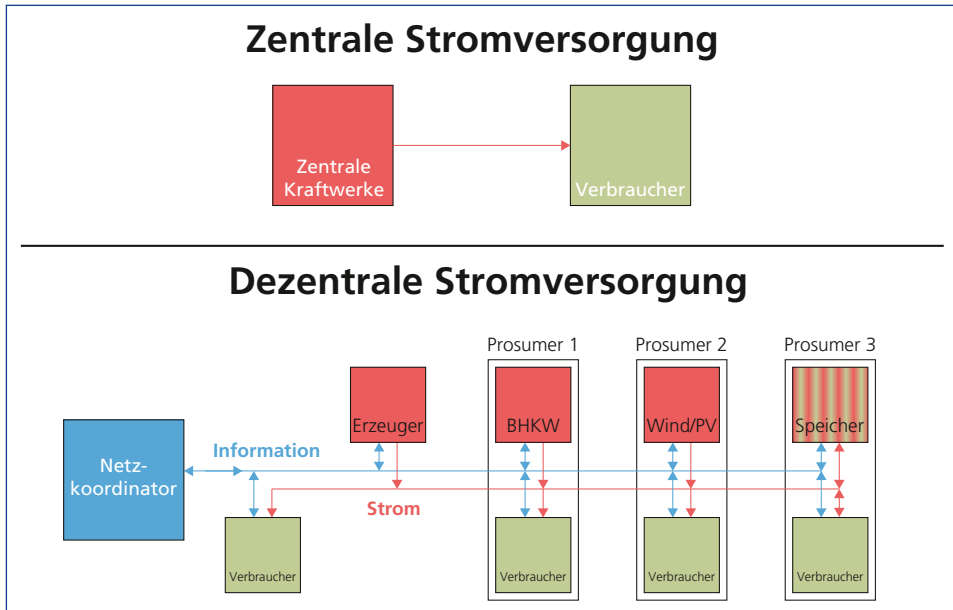 Zentrale Stromversorgung
Zentrale
Kraftwerke
Verbraucher
Dezentrale Stromversorgung
Prosumer 1
Prosumer 2
Prosumer 3
Erzeuger
BHKW
Wind/PV
Speicher
Netz-
koordinator
Information
Strom
Verbraucher
Verbraucher
Verbraucher
Verbraucher